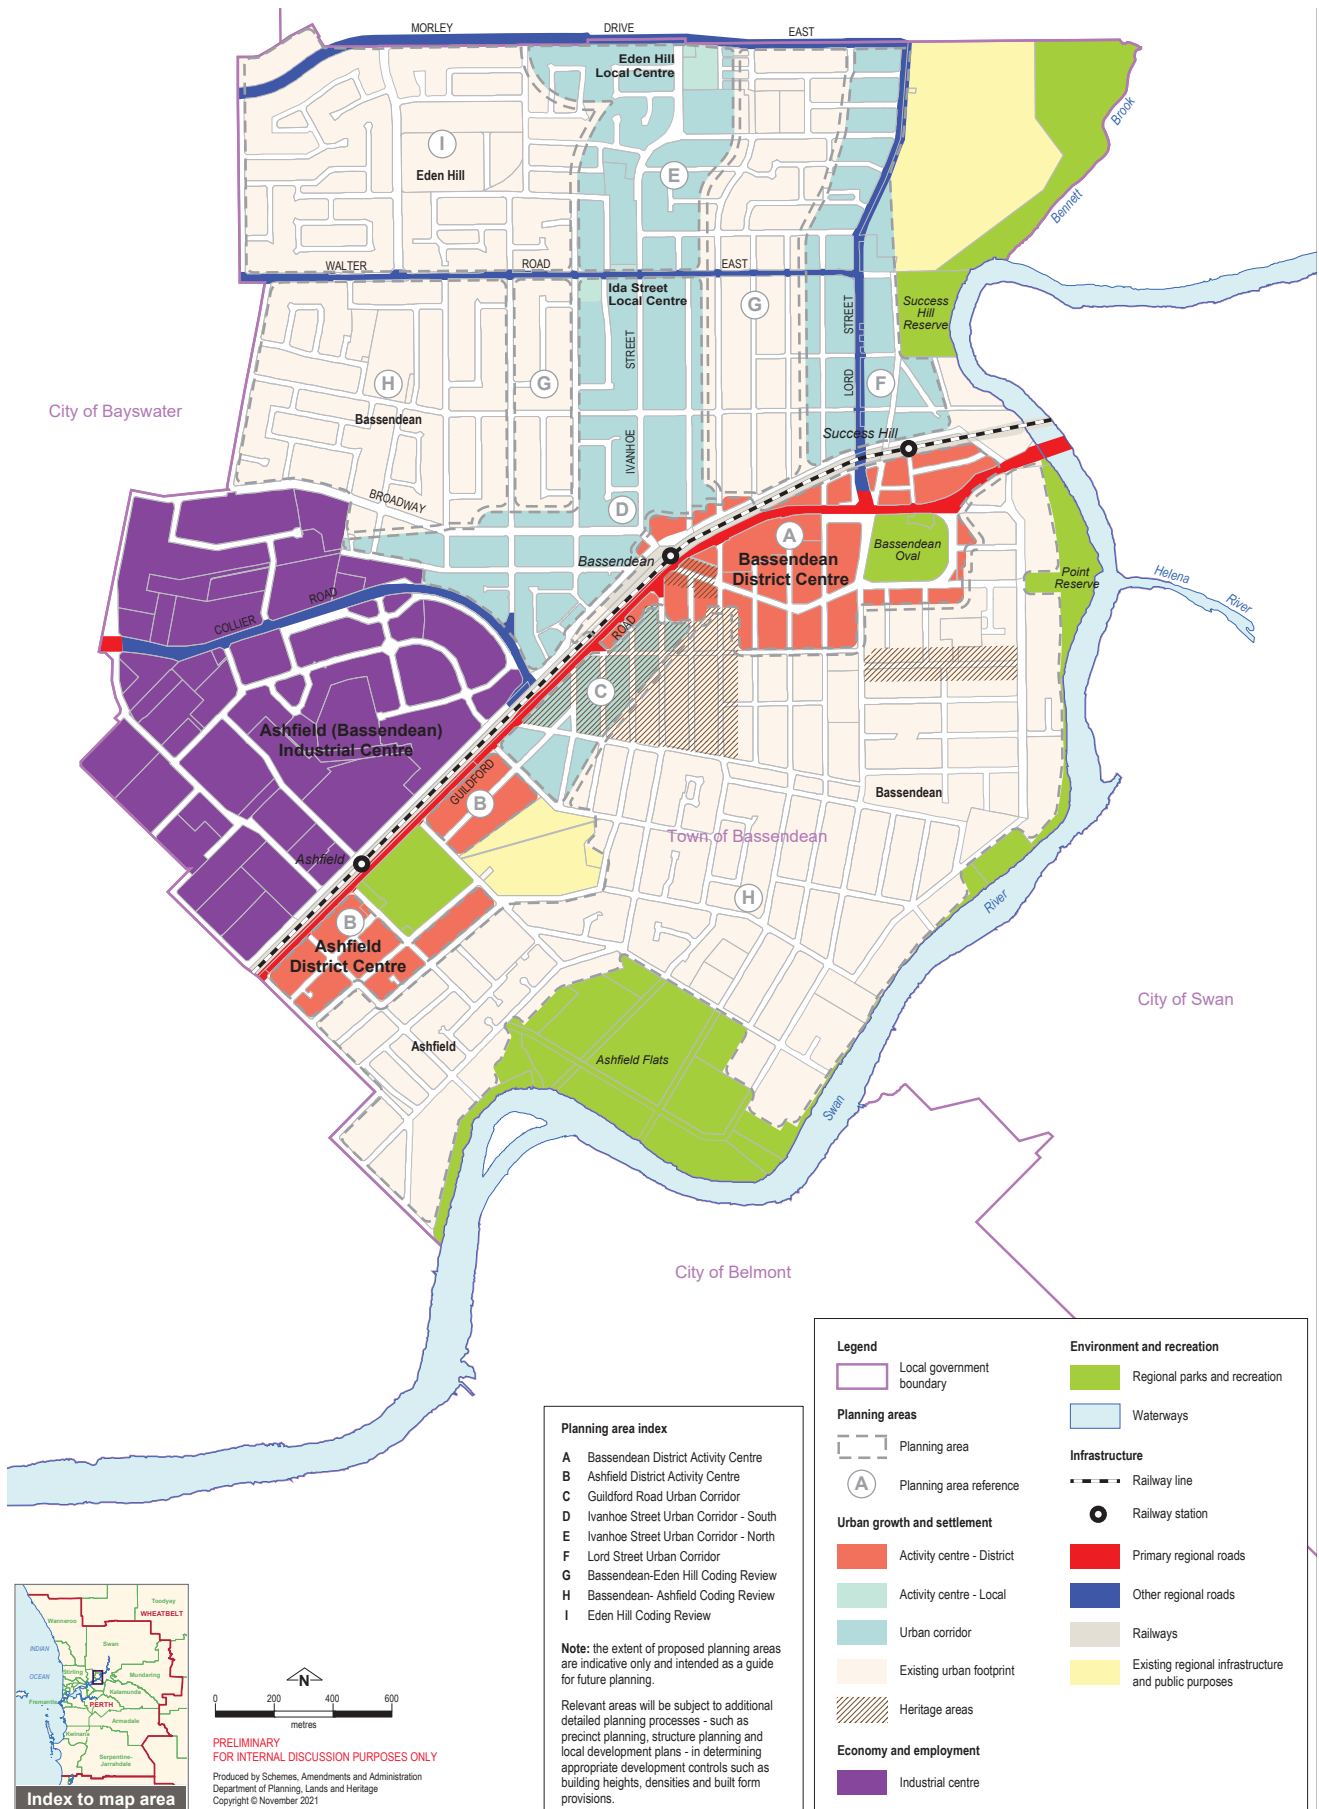 MORLEY
DRIVE
EAST
Eden Hill
Local Centre
Brook
Bennett
I
Eden Hill
E
WALTER
ROAD
EAST
Ida Street
Local Centre
G
STREET
LORD
STREET
IVANHOE
Success
Hill
Reserve
H
Bassendean
G
F
City of Bayswater
Success Hill
BROADWAY
D
Bassendean
A
Bassendean
District Centre
Bassendean
Oval
Point
Reserve
Helena
River
COLLIER
ROAD
ROAD
C
Ashfield (Bassendean)
Industrial Centre
GUILDFORD
B
Bassendean
Town of Bassendean
Ashfield
H
River
B
Ashfield
District Centre
City of Swan
Ashfield
Ashfield Flats
Swan
City of Belmont
Planning area index
A Bassendean District Activity Centre
B Ashfield District Activity Centre
C Guildford Road Urban Corridor
D Ivanhoe Street Urban Corridor - South
E Ivanhoe Street Urban Corridor - North
F Lord Street Urban Corridor
G Bassendean-Eden Hill Coding Review
H Bassendean- Ashfield Coding Review
I Eden Hill Coding Review
Note: the extent of proposed planning areas
are indicative only and intended as a guide
for future planning.
Relevant areas will be subject to additional
detailed planning processes - such as
precinct planning, structure planning and
local development plans - in determining
appropriate development controls such as
building heights, densities and built form
provisions.
Legend
Local government
boundary
Planning areas
Planning area
A
Planning area reference
Urban growth and settlement
Activity centre - District
Activity centre - Local
Urban corridor
Existing urban footprint
Heritage areas
Economy and employment
Industrial centre
Environment and recreation
Regional parks and recreation
Waterways
Infrastructure
Railway line
Railway station
Primary regional roads
Other regional roads
Railways
Existing regional infrastructure
and public purposes
Toodyay
WHEATBELT
Wanneroo
INDIAN
OCEAN
Swan
Stirling
Mundaring
Kalamunda
Fremantle
PERTH
Armadale
Kwinana
Serpentine-
Jarrahdale
Index to map area
N
0 200 400 600
metres
PRELIMINARY
FOR INTERNAL DISCUSSION PURPOSES ONLY
Produced by Schemes, Amendments and Administration
Department of Planning, Lands and Heritage
Copyright © November 2021